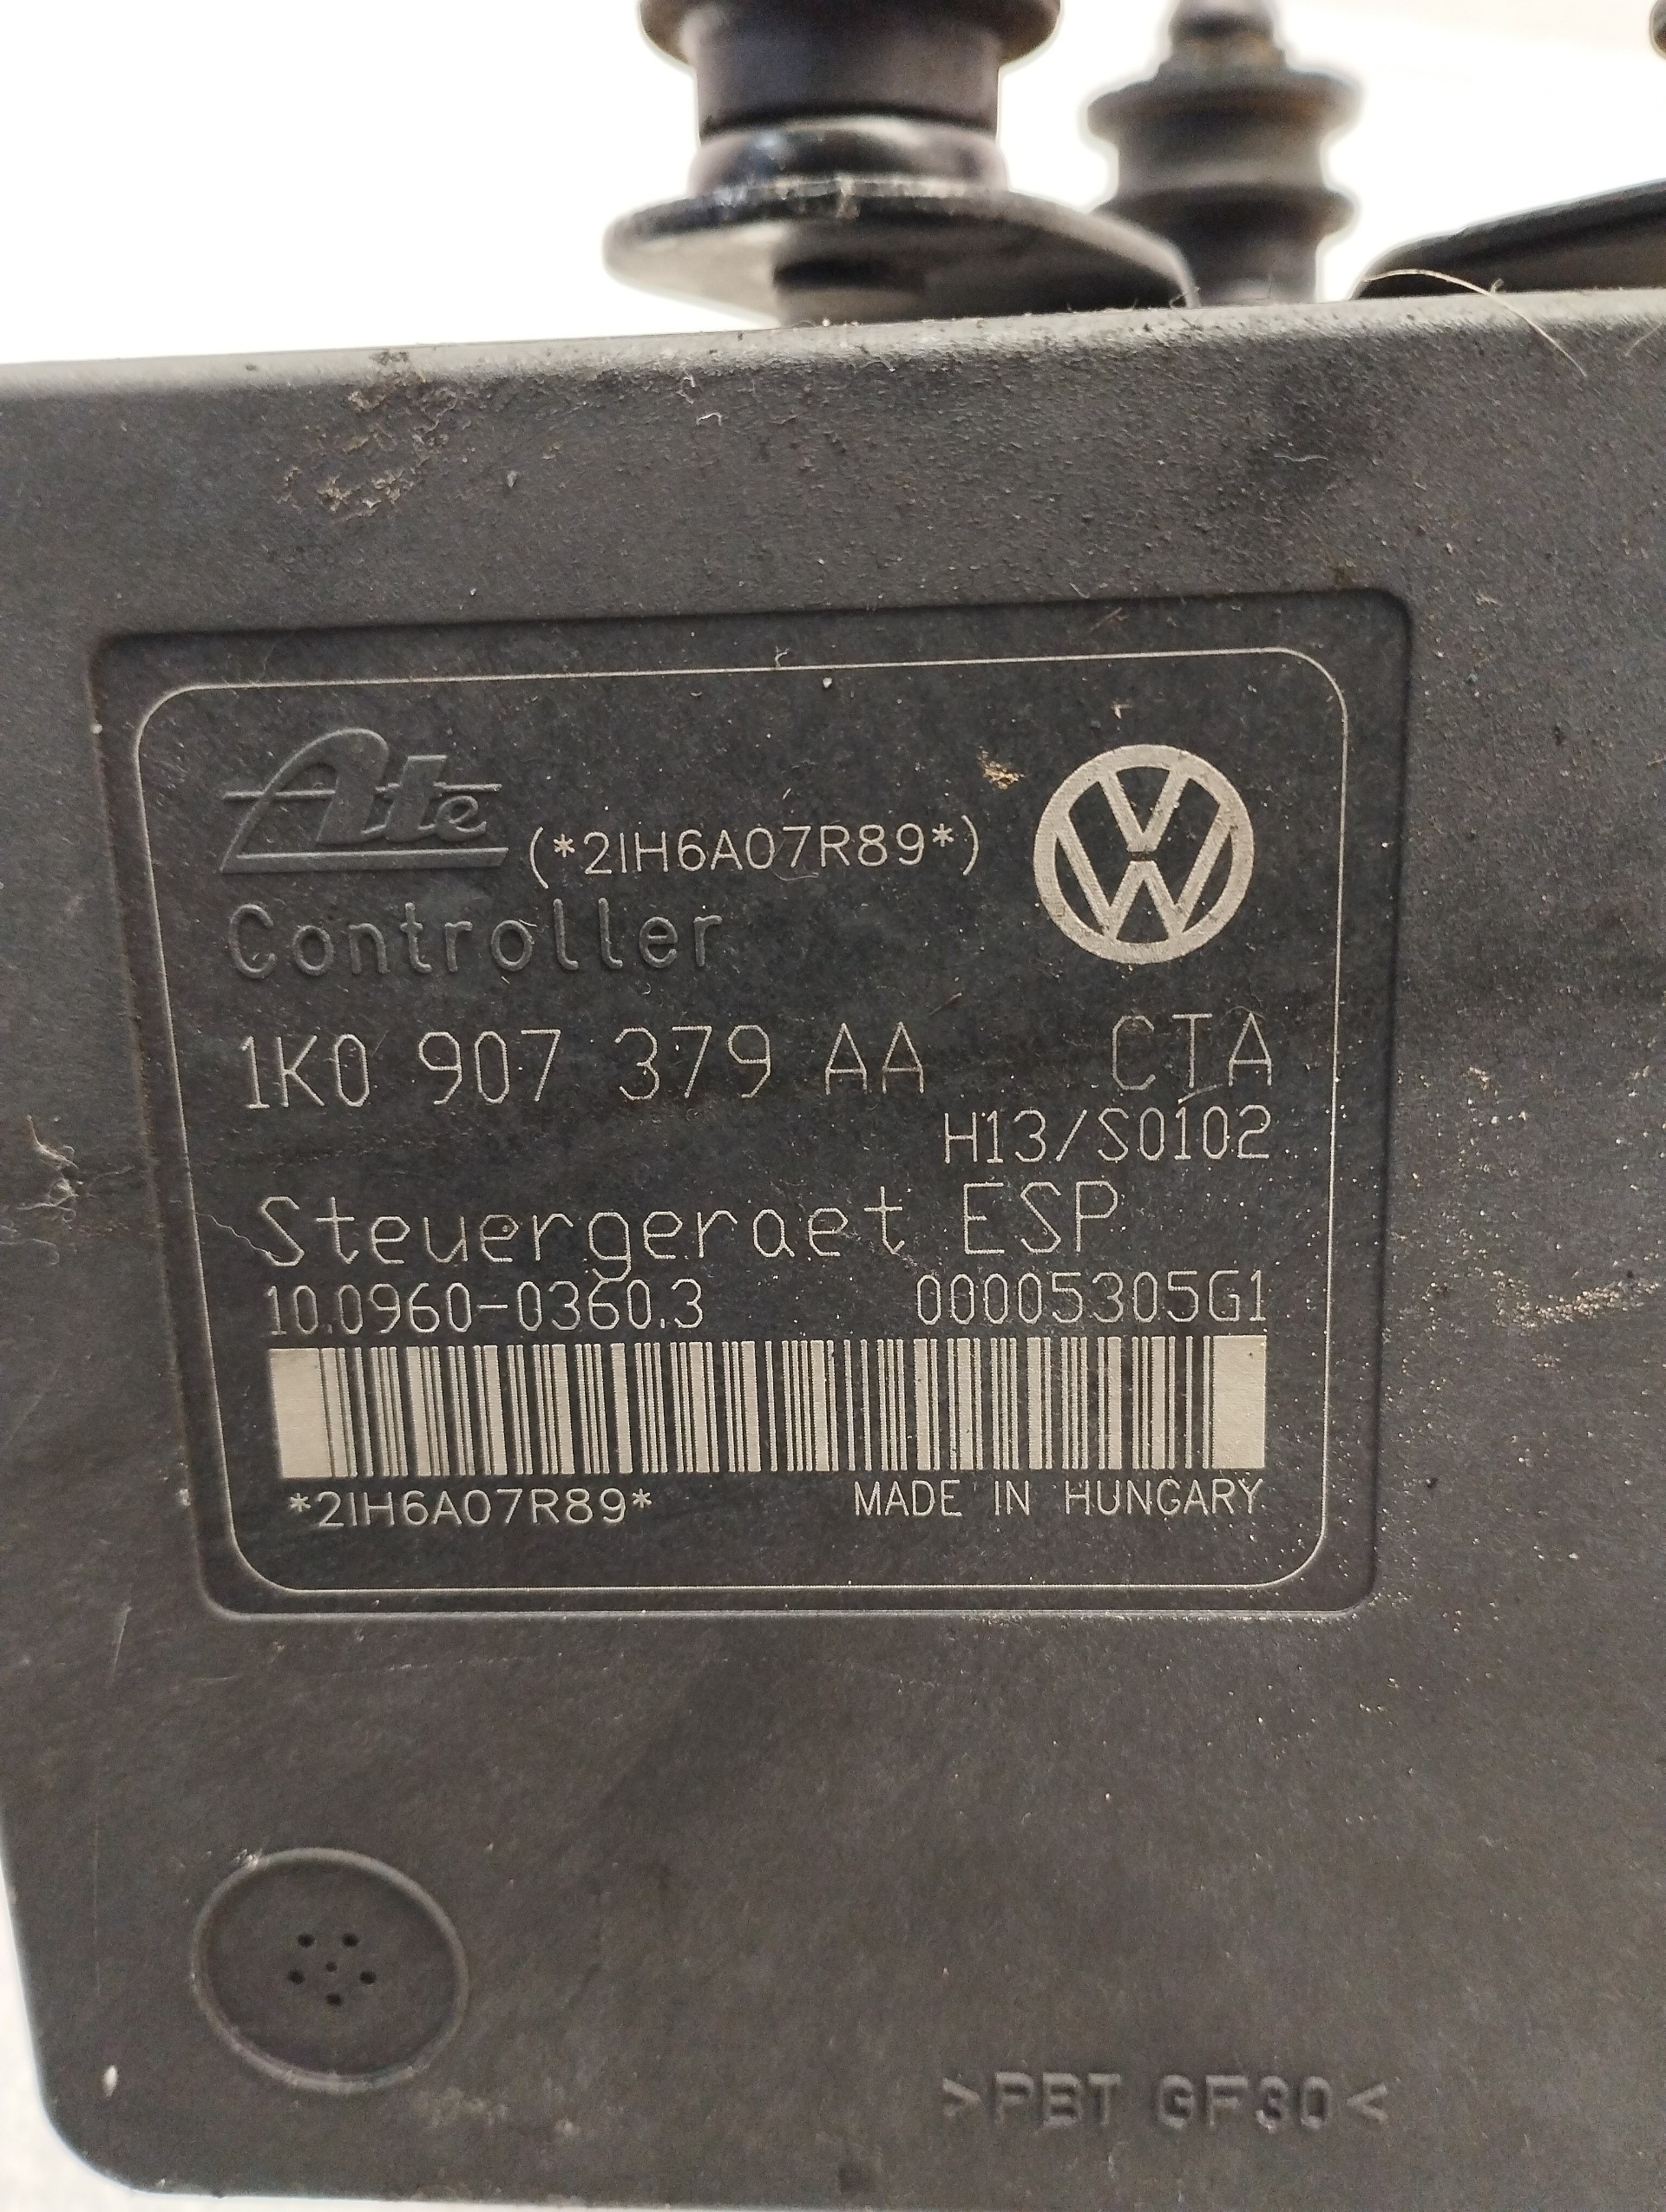 Ate (*2IH6A07R89*)
Controller
1K0 907 379 AA CTA
H13/S0102
Steuergeraet ESP
10.0960-0360.3 00005305G1
*2IH6A07R89* MADE IN HUNGARY
>PBT GF30<